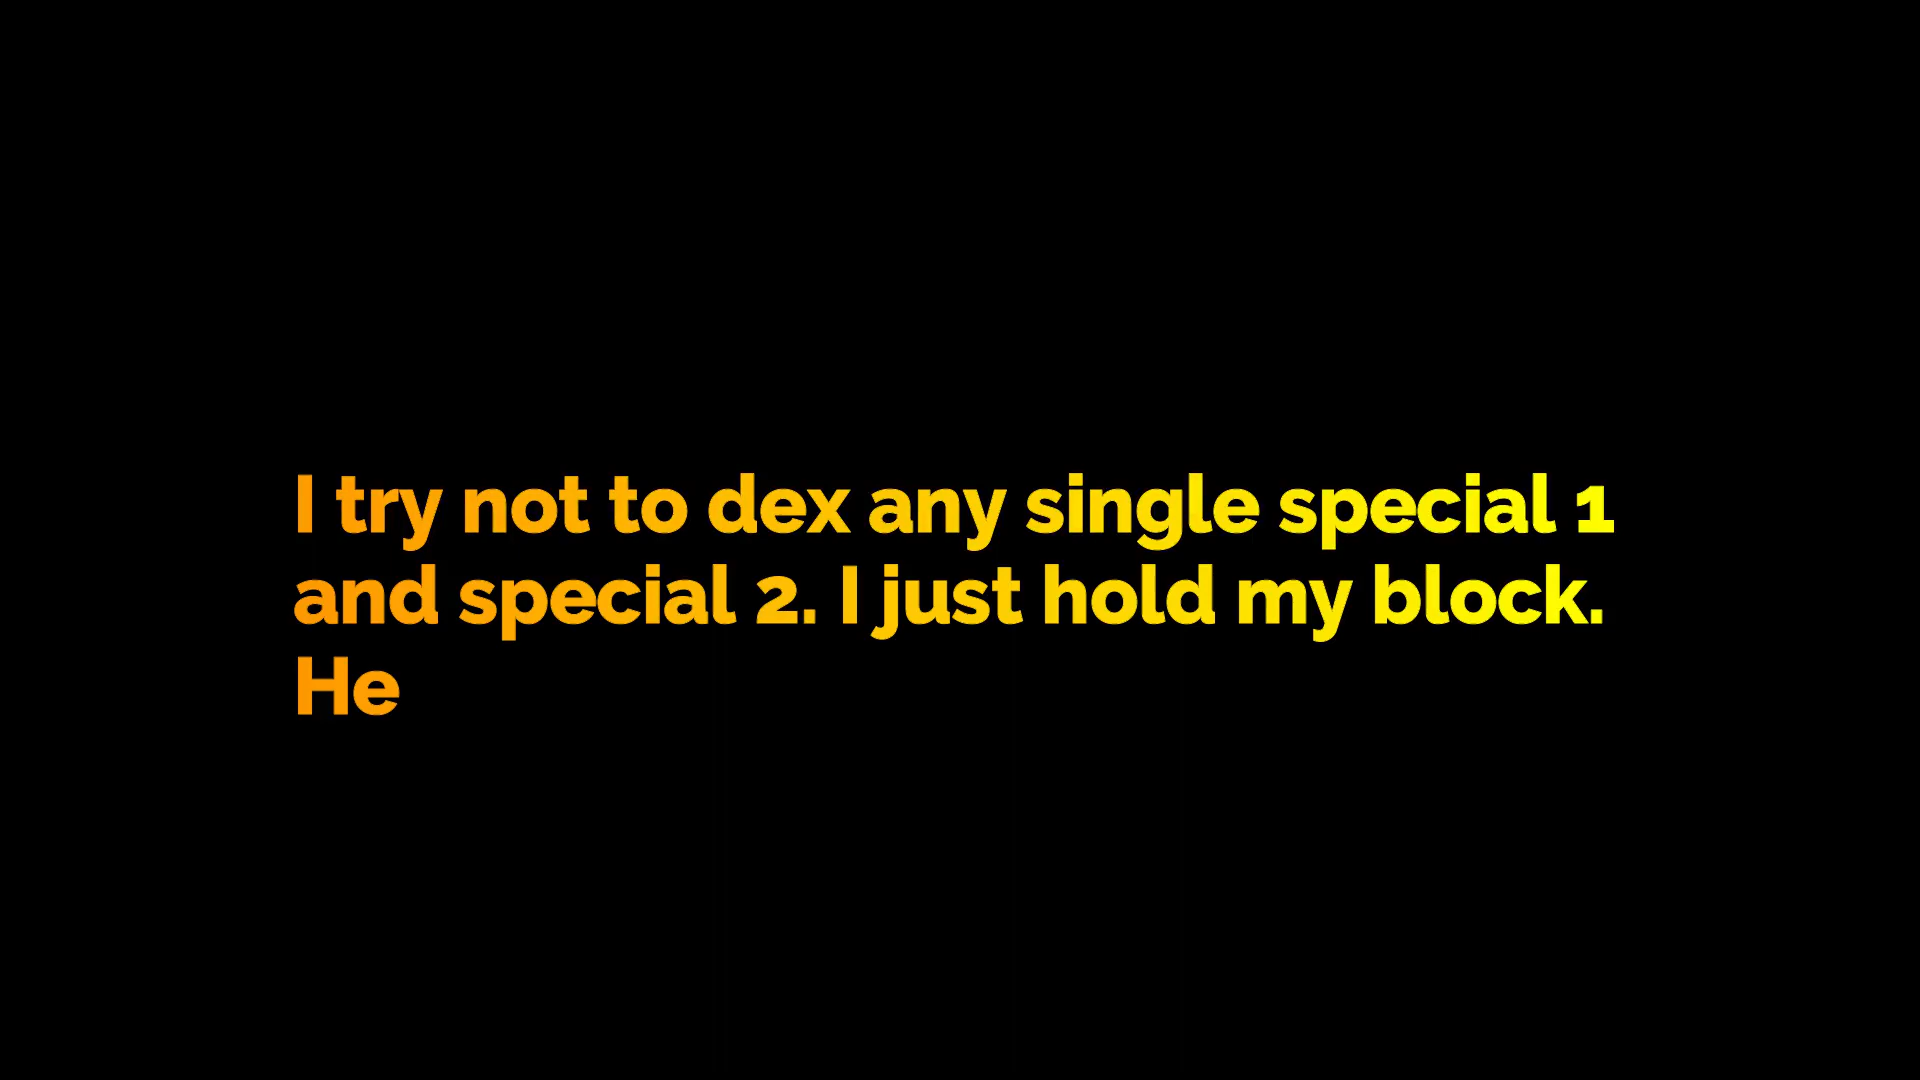 I try not to dex any single special 1
and special 2. I just hold my block.
He